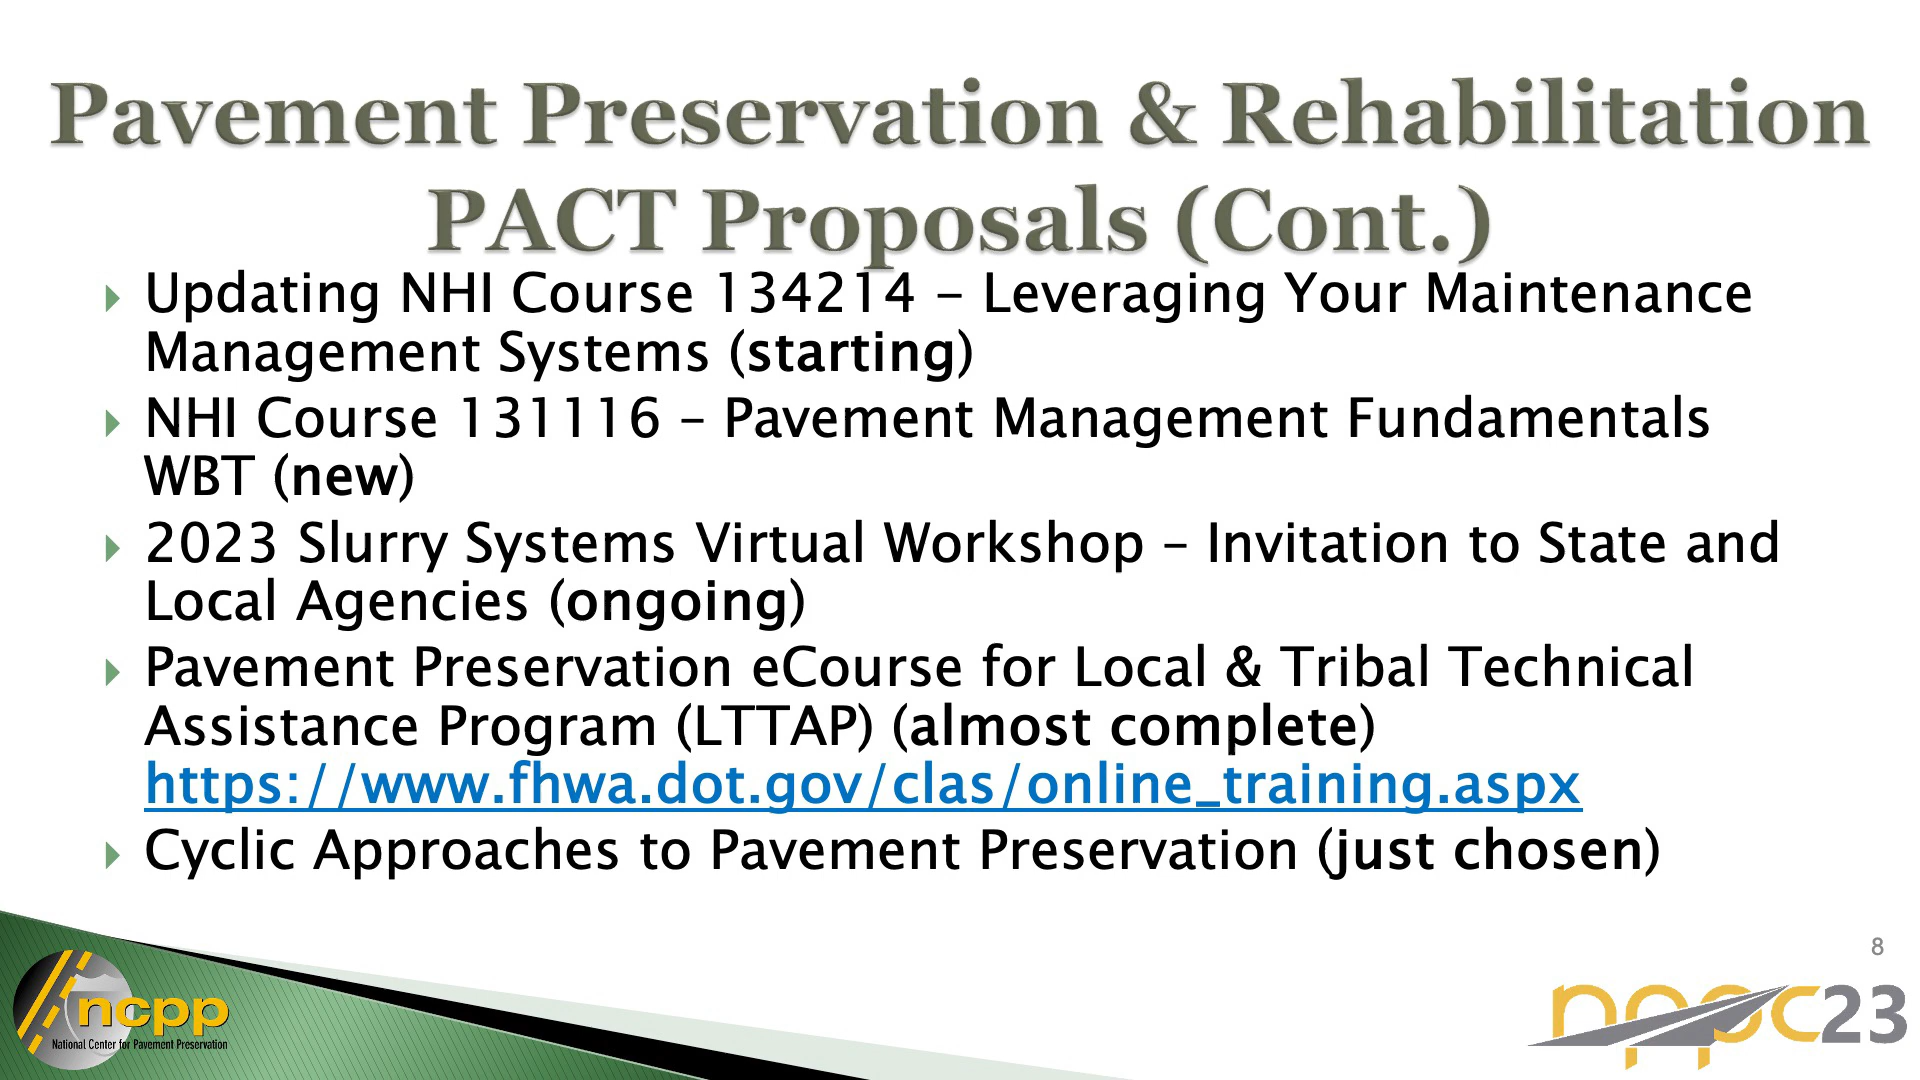 Pavement Preservation & Rehabilitation
PACT Proposals (Cont.)
Updating NHI Course 134214 - Leveraging Your Maintenance
Management Systems (starting)
NHI Course 131116 – Pavement Management Fundamentals
WBT (new)
2023 Slurry Systems Virtual Workshop – Invitation to State and
Local Agencies (ongoing)
Pavement Preservation eCourse for Local & Tribal Technical
Assistance Program (LTTAP) (almost complete)
https://www.fhwa.dot.gov/clas/online_training.aspx
Cyclic Approaches to Pavement Preservation (just chosen)
8
ncpp
National Center for Pavement Preservation
nppc23